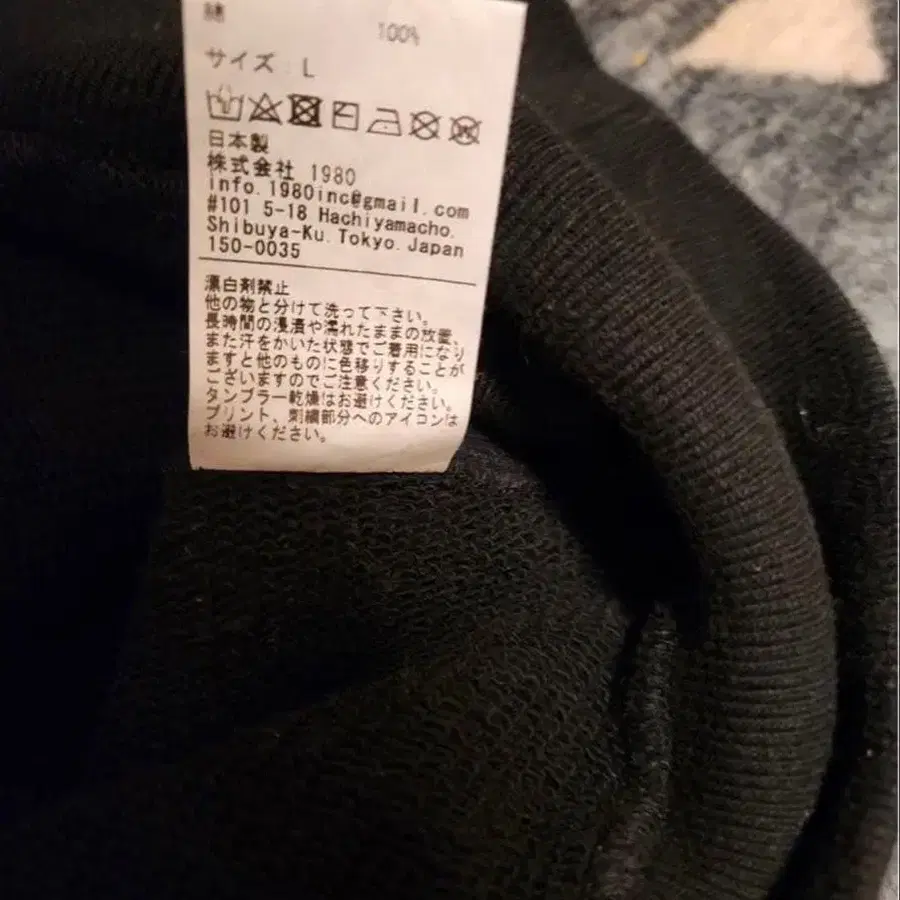 綿 100%
サイズ : L
日本製
株式会社 1980
info.1980inc@gmail.com
#101 5-18 Hachiyamacho.
Shibuya-Ku.Tokyo.Japan
150-0035
漂白剤禁止
他の物と分けて洗って下さい。
長時間の浸漬や濡れたままの放置、
また汗をかいた状態でご着用になり
ますと他のものに色移りすることが
ございますのでご注意ください。
タンブラー乾燥はお避けください。
プリント、刺繍部分へのアイコンは
お避けください。